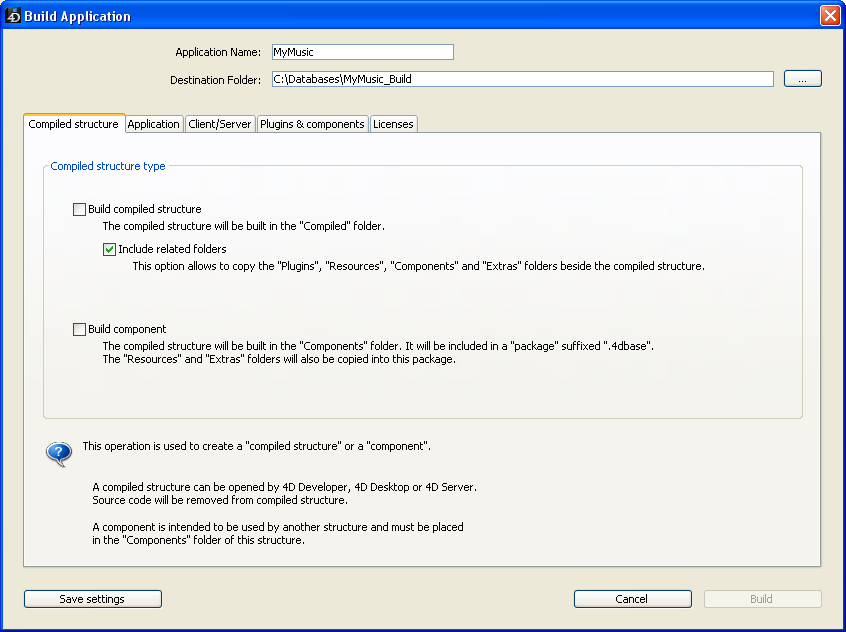 4D Build Application
Application Name: MyMusic
Destination Folder: C:\Databases\MyMusic_Build ...
Compiled structure Application Client/Server Plugins & components Licenses
Compiled structure type
Build compiled structure
The compiled structure will be built in the "Compiled" folder.
Include related folders
This option allows to copy the "Plugins", "Resources", "Components" and "Extras" folders beside the compiled structure.
Build component
The compiled structure will be built in the "Components" folder. It will be included in a "package" suffixed ".4dbase".
The "Resources" and "Extras" folders will also be copied into this package.
This operation is used to create a "compiled structure" or a "component".
A compiled structure can be opened by 4D Developer, 4D Desktop or 4D Server.
Source code will be removed from compiled structure.
A component is intended to be used by another structure and must be placed
in the "Components" folder of this structure.
Save settings Cancel Build